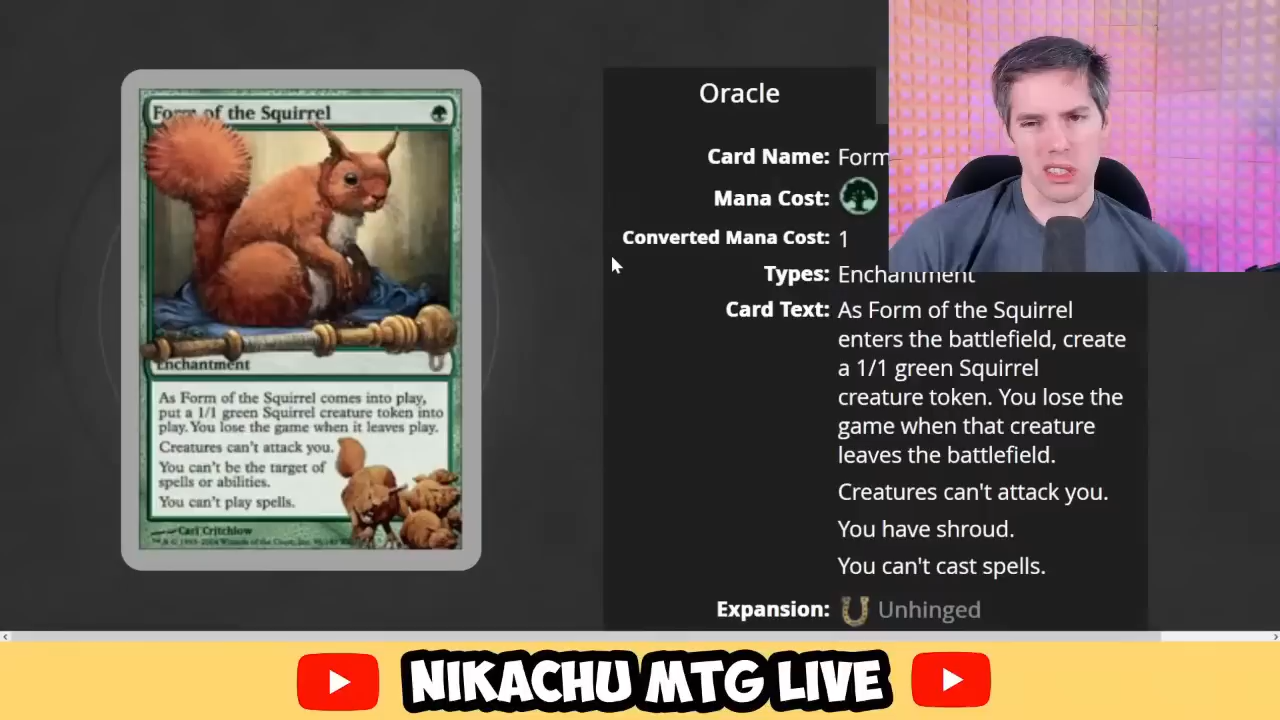 Form of the Squirrel
Enchantment
As Form of the Squirrel comes into play,
put a 1/1 green Squirrel creature token into
play. You lose the game when it leaves play.
Creatures can't attack you.
You can't be the target of
spells or abilities.
You can't play spells.
Carl Critchlow
Oracle
Card Name: Form
Mana Cost:
Converted Mana Cost: 1
Types: Enchantment
Card Text: As Form of the Squirrel
enters the battlefield, create
a 1/1 green Squirrel
creature token. You lose the
game when that creature
leaves the battlefield.
Creatures can't attack you.
You have shroud.
You can't cast spells.
Expansion: Unhinged
NIKACHU MTG LIVE